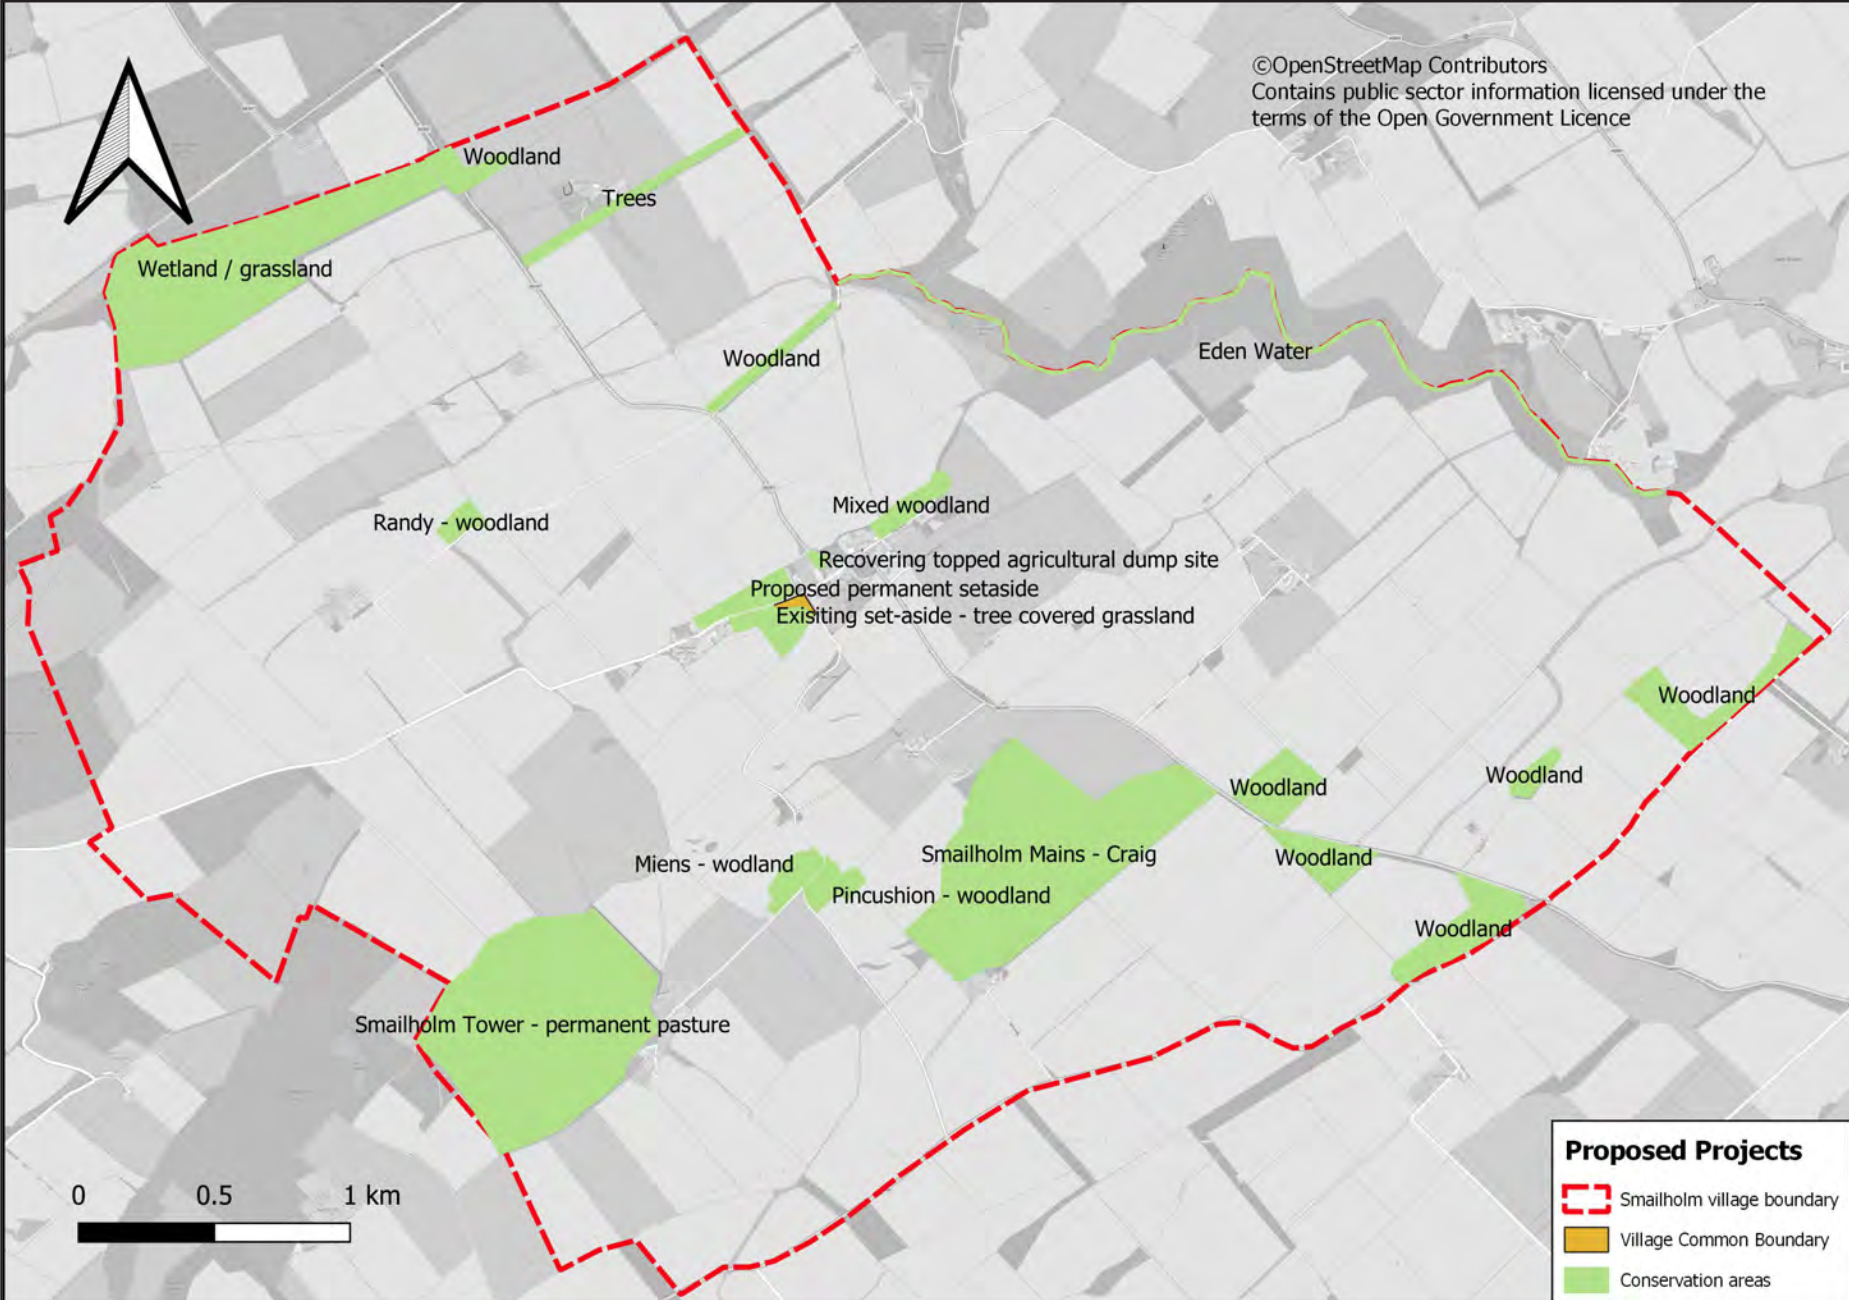 ©OpenStreetMap Contributors
Contains public sector information licensed under the
terms of the Open Government Licence
Woodland
Trees
Wetland / grassland
Woodland
Eden Water
Mixed woodland
Randy - woodland
Recovering topped agricultural dump site
Proposed permanent setaside
Exisiting set-aside - tree covered grassland
Woodland
Woodland
Woodland
Smailholm Mains - Craig
Woodland
Miens - wodland
Pincushion - woodland
Woodland
Smailholm Tower - permanent pasture
0 0.5 1 km
Proposed Projects
Smailholm village boundary
Village Common Boundary
Conservation areas